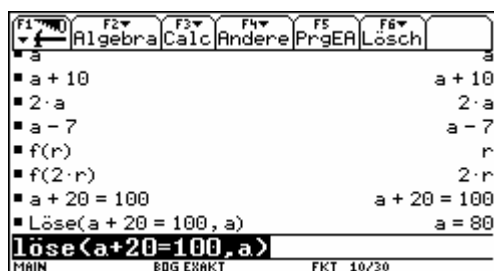 F1 F2 F3 F4 F5 F6
Algebra Calc Andere PrgEA Lösch
a a
a + 10 a + 10
2·a 2·a
a - 7 a - 7
f(r) r
f(2·r) 2·r
a + 20 = 100 a + 20 = 100
Löse(a + 20 = 100, a) a = 80
löse(a+20=100,a)
MAIN BOG EXAKT FKT 10/30